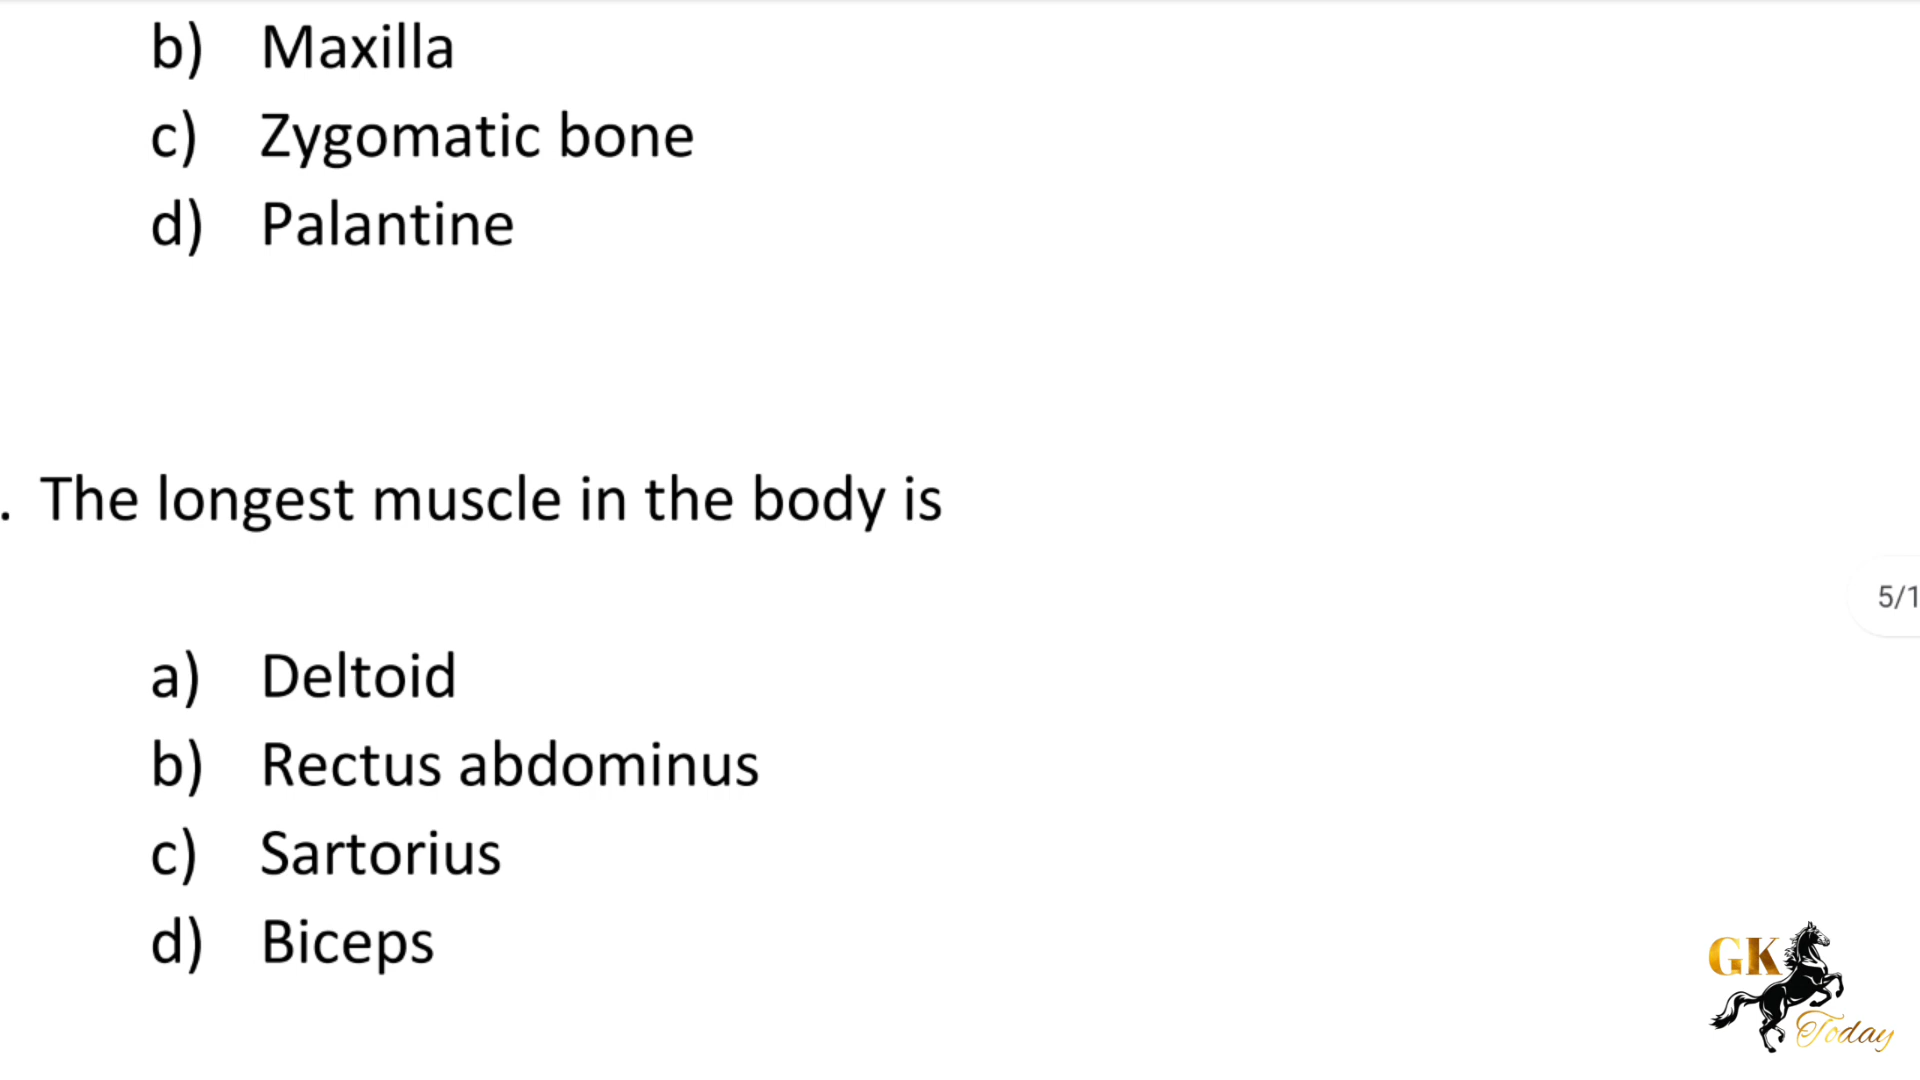 b) Maxilla
c) Zygomatic bone
d) Palantine
. The longest muscle in the body is
5/1
a) Deltoid
b) Rectus abdominus
c) Sartorius
d) Biceps
GK
Today